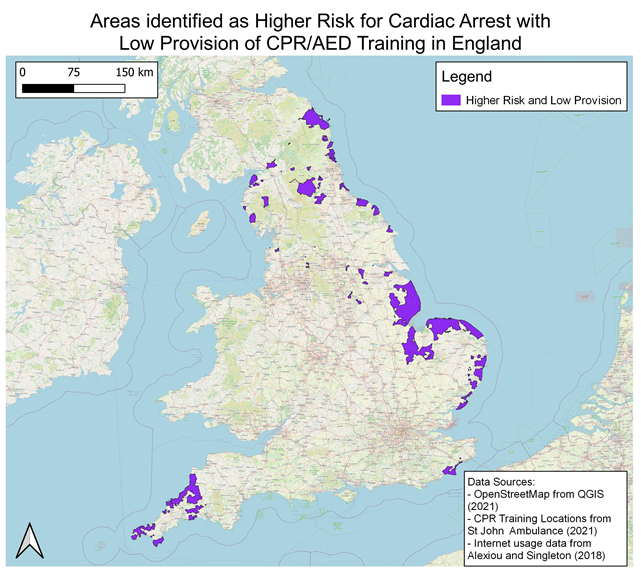 Areas identified as Higher Risk for Cardiac Arrest with
Low Provision of CPR/AED Training in England
0 75 150 km
Legend
Higher Risk and Low Provision
Data Sources:
- OpenStreetMap from QGIS
(2021)
- CPR Training Locations from
St John Ambulance (2021)
- Internet usage data from
Alexiou and Singleton (2018)